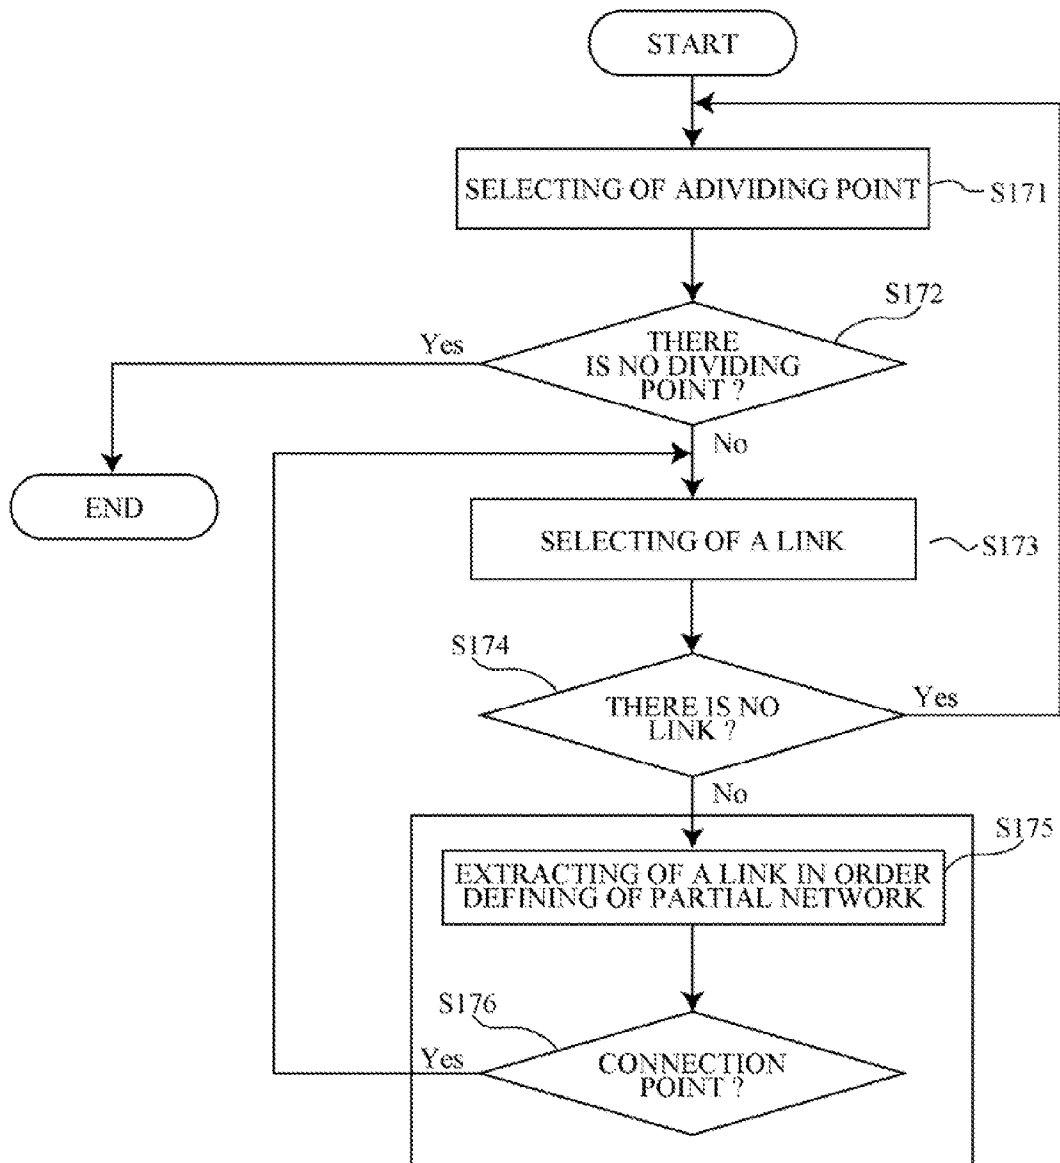 START
SELECTING OF ADIVIDING POINT
S171
S172
THERE
IS NO DIVIDING
POINT ?
Yes
No
END
SELECTING OF A LINK
S173
S174
THERE IS NO
LINK ?
Yes
No
S175
EXTRACTING OF A LINK IN ORDER
DEFINING OF PARTIAL NETWORK
S176
Yes
CONNECTION
POINT ?